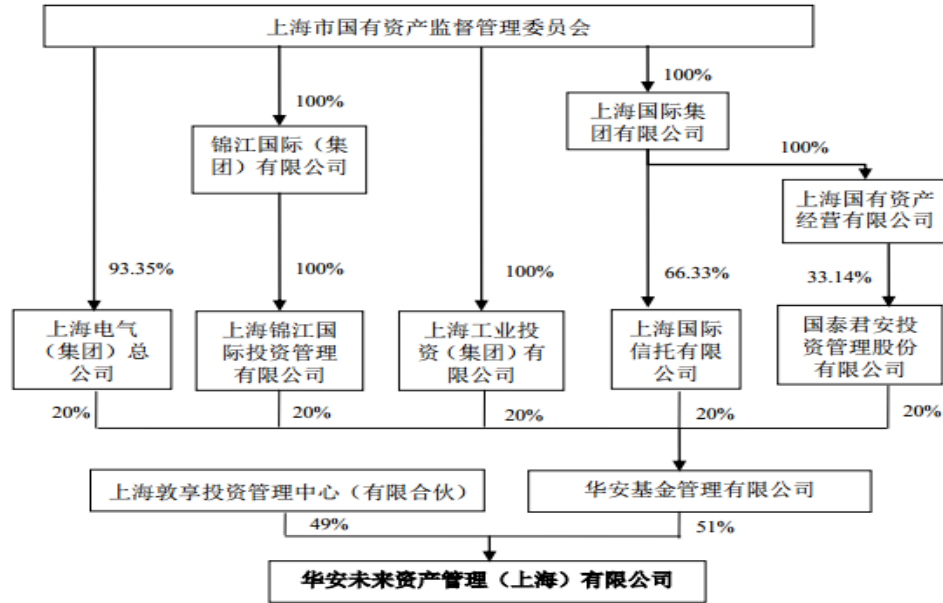 上海市国有资产监督管理委员会
100%
100%
上海国际集
团有限公司
锦江国际（集
团）有限公司
100%
上海国有资产
经营有限公司
93.35%
100%
100%
66.33%
33.14%
上海电气
（集团）总
公司
上海锦江国
际投资管理
有限公司
上海工业投
资（集团）有
限公司
上海国际
信托有限
公司
国泰君安投
资管理股份
有限公司
20%
20%
20%
20%
20%
上海敦享投资管理中心（有限合伙）
华安基金管理有限公司
49%
51%
华安未来资产管理（上海）有限公司